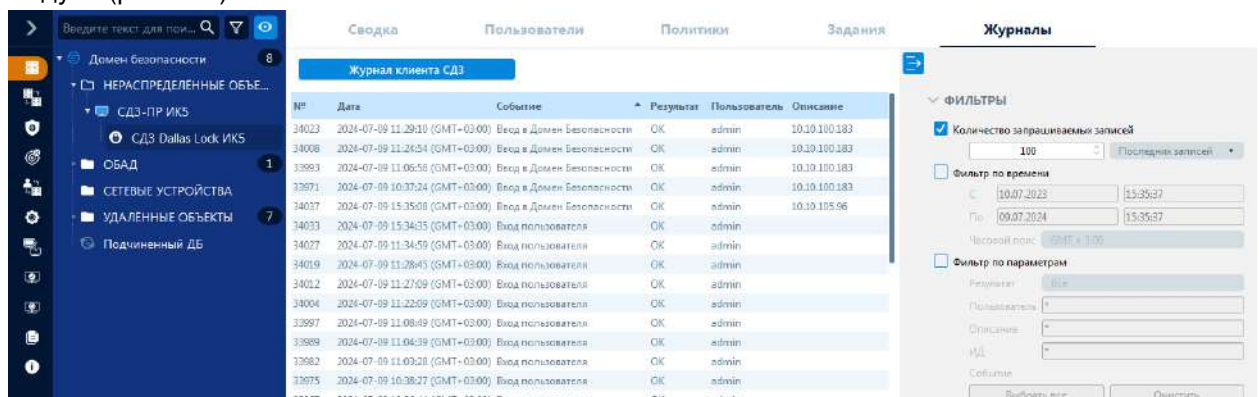 Введите текст для пои...
Сводка Пользователи Политики Задания Журналы
Домен безопасности 8
НЕРАСПРЕДЕЛЁННЫЕ ОБЪЕ...
СДЗ-ПР ИК5
СДЗ Dallas Lock ИК5
ОБАД 1
СЕТЕВЫЕ УСТРОЙСТВА
УДАЛЁННЫЕ ОБЪЕКТЫ 7
Подчиненный ДБ
Журнал клиента СДЗ
№ Дата Событие Результат Пользователь Описание
34023 2024-07-09 11:29:10 (GMT+03:00) Ввод в Домен Безопасности OK admin 10.10.100.183
34008 2024-07-09 11:24:54 (GMT+03:00) Ввод в Домен Безопасности OK admin 10.10.100.183
33993 2024-07-09 11:06:58 (GMT+03:00) Ввод в Домен Безопасности OK admin 10.10.100.183
33971 2024-07-09 10:37:24 (GMT+03:00) Ввод в Домен Безопасности OK admin 10.10.100.183
34037 2024-07-09 15:35:08 (GMT+03:00) Ввод в Домен Безопасности OK admin 10.10.105.96
34033 2024-07-09 15:34:35 (GMT+03:00) Вход пользователя OK admin
34027 2024-07-09 11:34:59 (GMT+03:00) Вход пользователя OK admin
34019 2024-07-09 11:28:45 (GMT+03:00) Вход пользователя OK admin
34012 2024-07-09 11:27:09 (GMT+03:00) Вход пользователя OK admin
34004 2024-07-09 11:22:09 (GMT+03:00) Вход пользователя OK admin
33997 2024-07-09 11:08:49 (GMT+03:00) Вход пользователя OK admin
33989 2024-07-09 11:04:39 (GMT+03:00) Вход пользователя OK admin
33982 2024-07-09 11:03:28 (GMT+03:00) Вход пользователя OK admin
33975 2024-07-09 10:38:27 (GMT+03:00) Вход пользователя OK admin
ФИЛЬТРЫ
Количество запрашиваемых записей
100 Последних записей
Фильтр по времени
С 10.07.2023 15:35:37
По 09.07.2024 15:35:37
Часовой пояс GMT + 3:00
Фильтр по параметрам
Результат Все
Пользователь *
Описание *
ИД *
Событие
Выбрать все Очистить